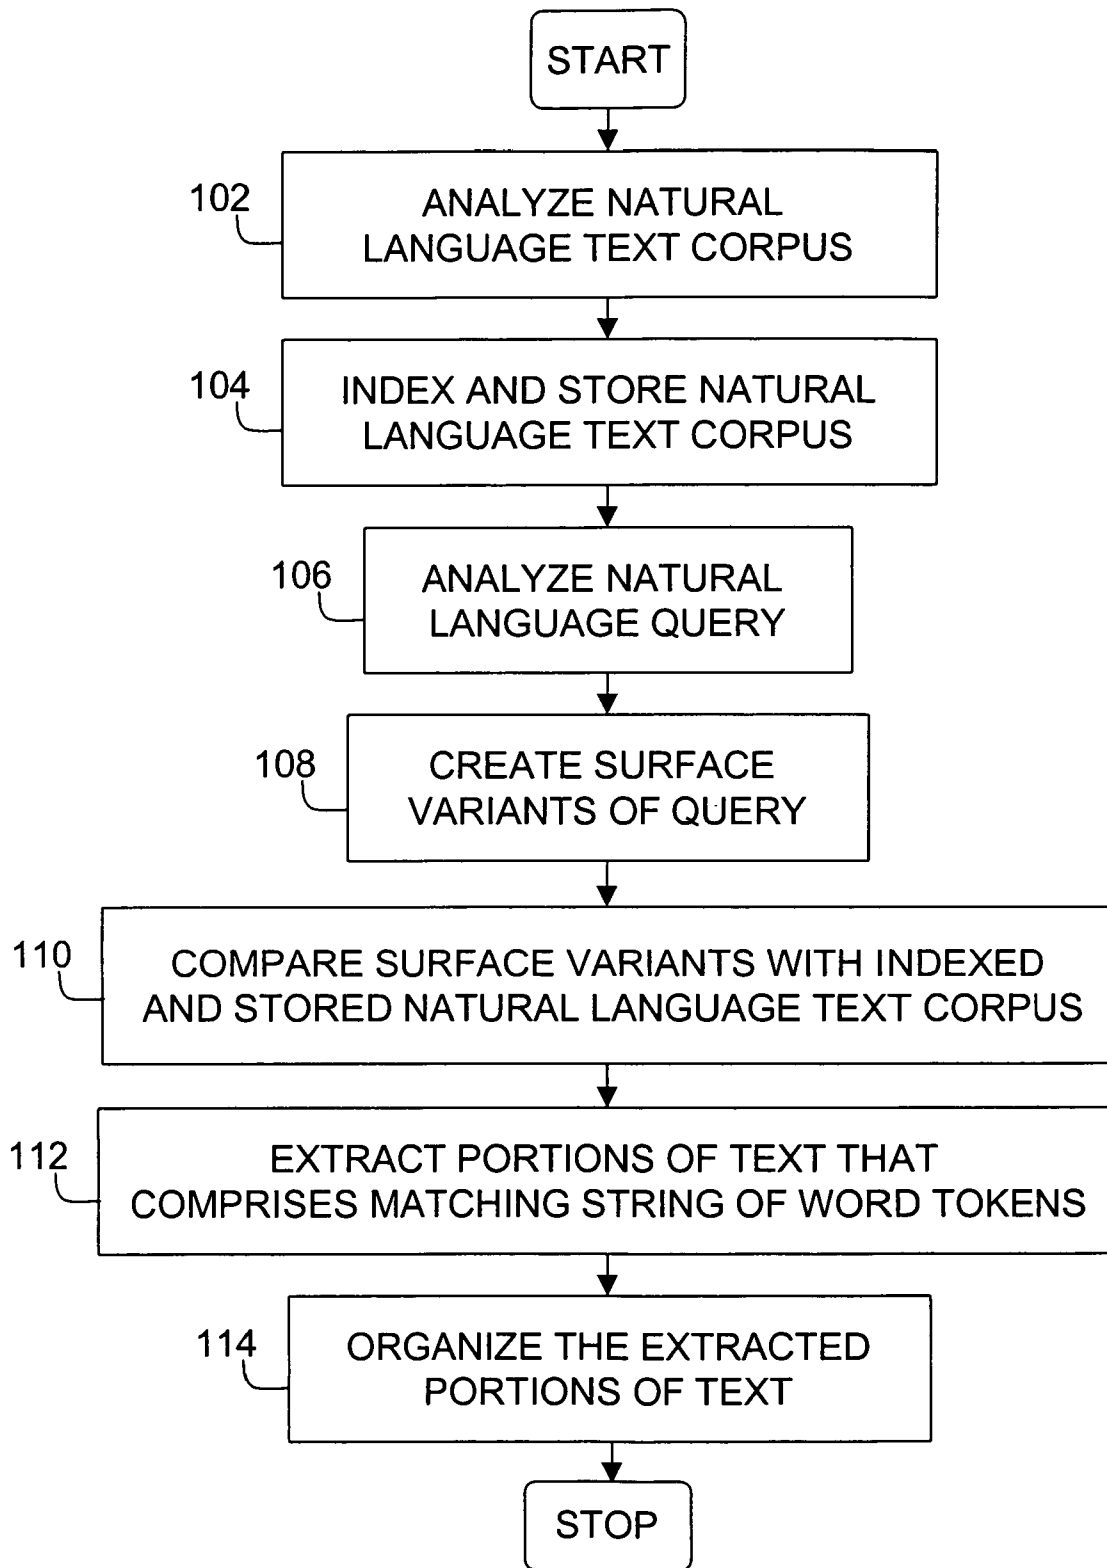 START
102
ANALYZE NATURAL
LANGUAGE TEXT CORPUS
104
INDEX AND STORE NATURAL
LANGUAGE TEXT CORPUS
106
ANALYZE NATURAL
LANGUAGE QUERY
108
CREATE SURFACE
VARIANTS OF QUERY
110
COMPARE SURFACE VARIANTS WITH INDEXED
AND STORED NATURAL LANGUAGE TEXT CORPUS
112
EXTRACT PORTIONS OF TEXT THAT
COMPRISES MATCHING STRING OF WORD TOKENS
114
ORGANIZE THE EXTRACTED
PORTIONS OF TEXT
STOP